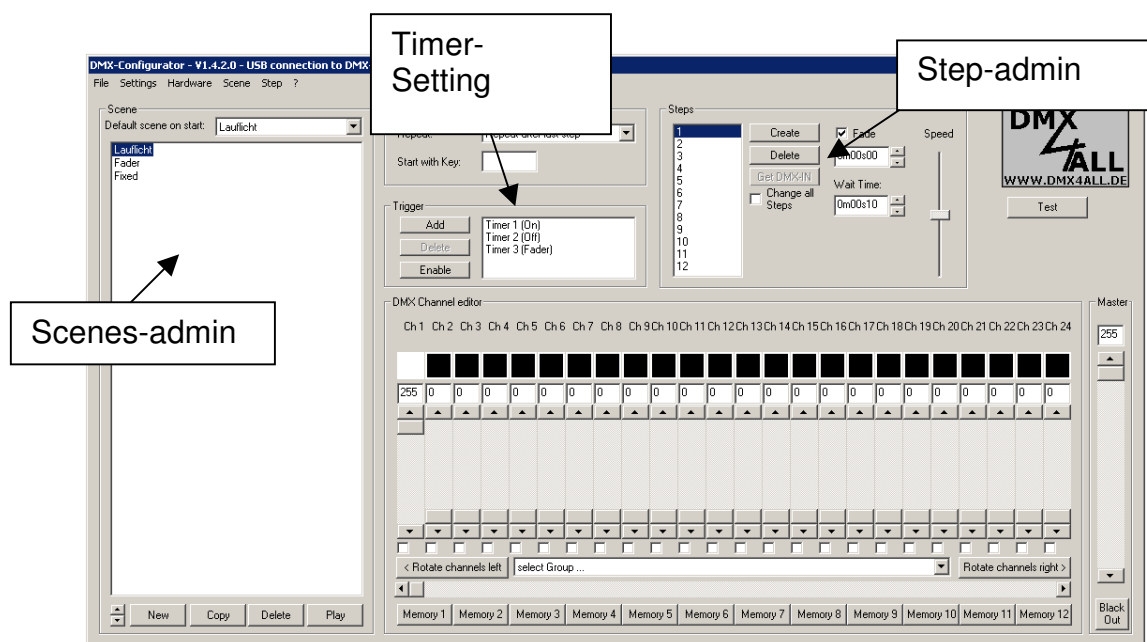 Timer-
Setting
Step-admin
DMX-Configurator - V1.4.2.0 - USB connection to DMX-
File Settings Hardware Scene Step ?
Scene
Default scene on start: Lauflicht
Lauflicht
Fader
Fixed
New Copy Delete Play
Scenes-admin
Repeat: Repeat after last step
Start with Key:
Trigger
Add
Delete
Enable
Timer 1 (On)
Timer 2 (Off)
Timer 3 (Fader)
Steps
1
2
3
4
5
6
7
8
9
10
11
12
Create
Delete
Get DMX-IN
Change all
Steps
Fade
0m00s00
Wait Time:
0m00s10
Speed
DMX
4ALL
WWW.DMX4ALL.DE
Test
DMX Channel editor
Ch 1 Ch 2 Ch 3 Ch 4 Ch 5 Ch 6 Ch 7 Ch 8 Ch 9 Ch 10 Ch 11 Ch 12 Ch 13 Ch 14 Ch 15 Ch 16 Ch 17 Ch 18 Ch 19 Ch 20 Ch 21 Ch 22 Ch 23 Ch 24
255 0 0 0 0 0 0 0 0 0 0 0 0 0 0 0 0 0 0 0 0 0 0 0
< Rotate channels left select Group ... Rotate channels right >
Memory 1 Memory 2 Memory 3 Memory 4 Memory 5 Memory 6 Memory 7 Memory 8 Memory 9 Memory 10 Memory 11 Memory 12
Master
255
Black
Out